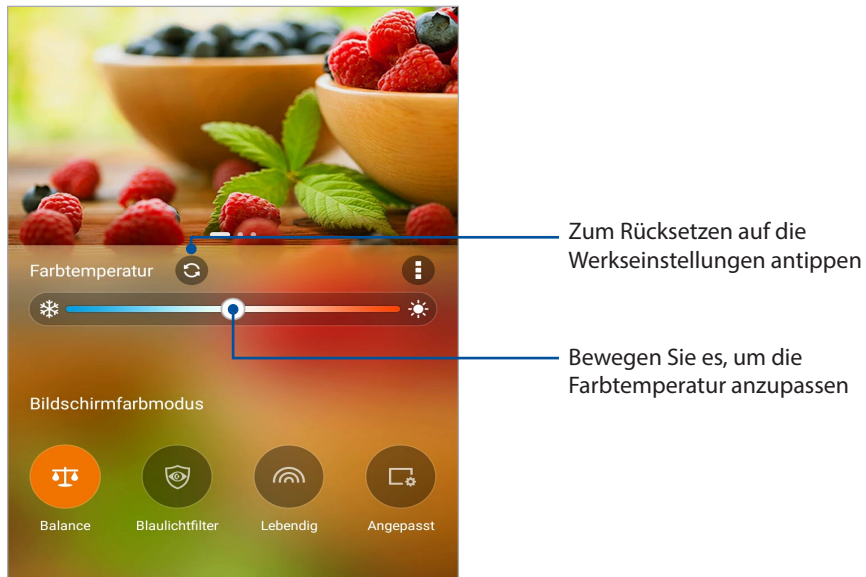 Zum Rücksetzen auf die
Werkseinstellungen antippen
Farbtemperatur
Bewegen Sie es, um die
Farbtemperatur anzupassen
Bildschirmfarbmodus
Balance
Blaulichtfilter
Lebendig
Angepasst